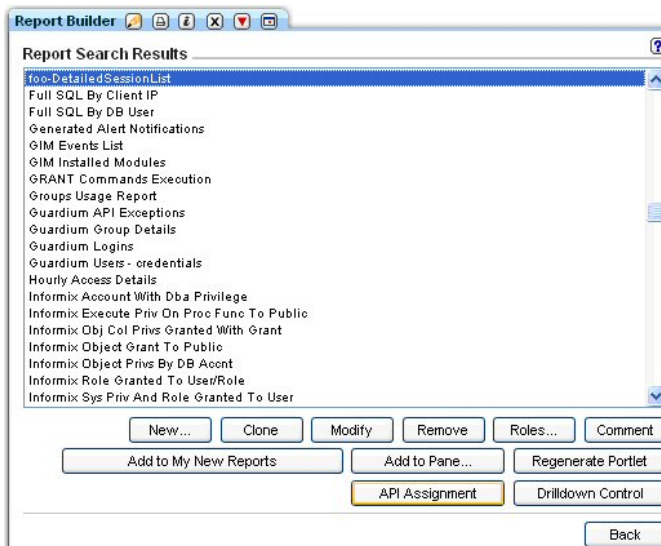 Report Builder
Report Search Results
foo-DetailedSessionList
Full SQL By Client IP
Full SQL By DB User
Generated Alert Notifications
GIM Events List
GIM Installed Modules
GRANT Commands Execution
Groups Usage Report
Guardium API Exceptions
Guardium Group Details
Guardium Logins
Guardium Users - credentials
Hourly Access Details
Informix Account With Dba Privilege
Informix Execute Priv On Proc Func To Public
Informix Obj Col Privs Granted With Grant
Informix Object Grant To Public
Informix Object Privs By DB Accnt
Informix Role Granted To User/Role
Informix Sys Priv And Role Granted To User
New... Clone Modify Remove Roles... Comment
Add to My New Reports Add to Pane... Regenerate Portlet
API Assignment Drilldown Control
Back